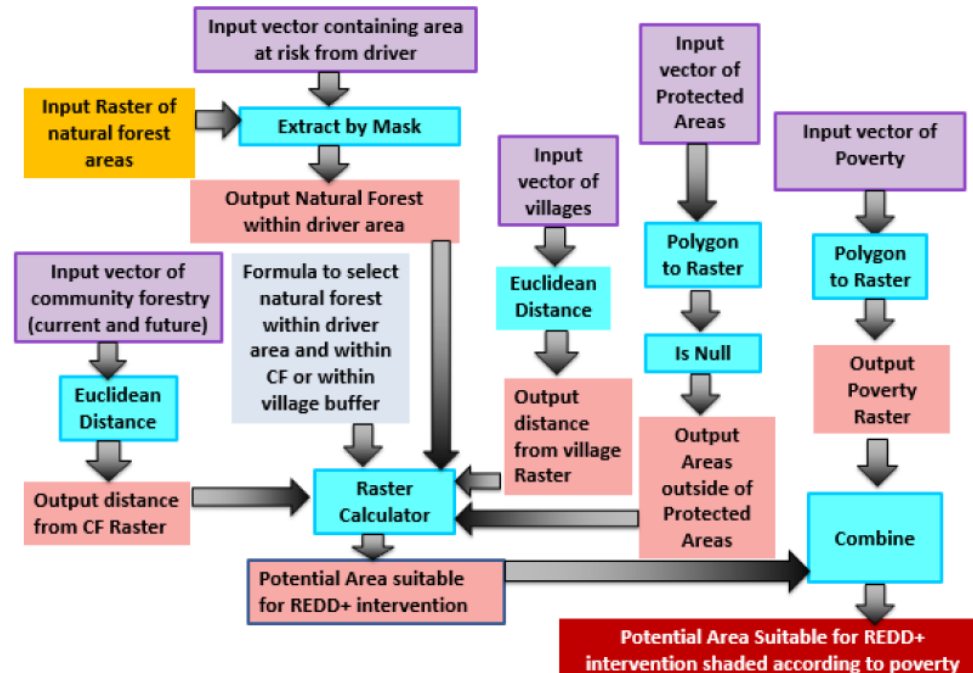 Input vector containing area
at risk from driver
Input Raster of
natural forest
areas
Extract by Mask
Output Natural Forest
within driver area
Input vector of
community forestry
(current and future)
Euclidean
Distance
Output distance
from CF Raster
Formula to select
natural forest
within driver
area and within
CF or within
village buffer
Raster
Calculator
Potential Area suitable
for REDD+ intervention
Input
vector of
villages
Euclidean
Distance
Output
distance
from village
Raster
Input
vector of
Protected
Areas
Polygon
to Raster
Is Null
Output
Areas
outside of
Protected
Areas
Input vector of
Poverty
Polygon
to Raster
Output
Poverty
Raster
Combine
Potential Area Suitable for REDD+
intervention shaded according to poverty